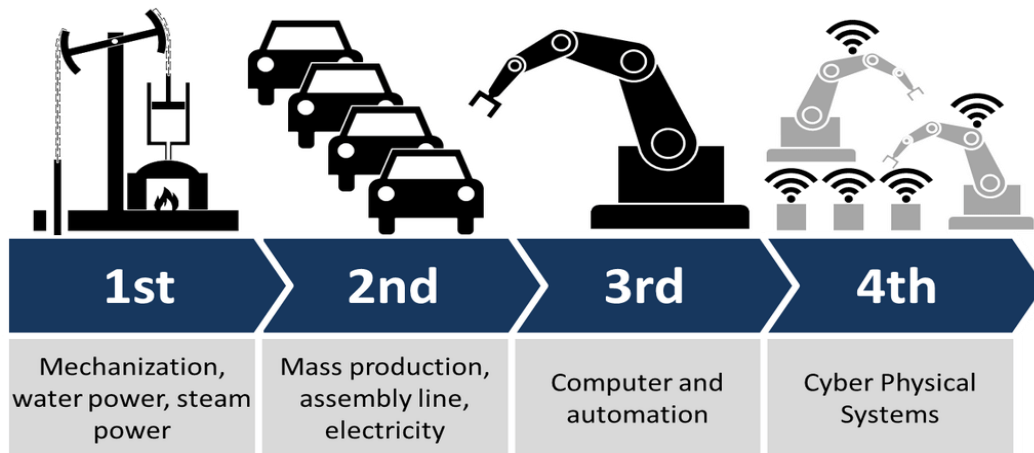 1st
2nd
3rd
4th
Mechanization,
water power, steam
power
Mass production,
assembly line,
electricity
Computer and
automation
Cyber Physical
Systems